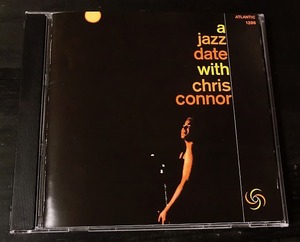 a
jazz
date
with
chris
connor
ATLANTIC
1286